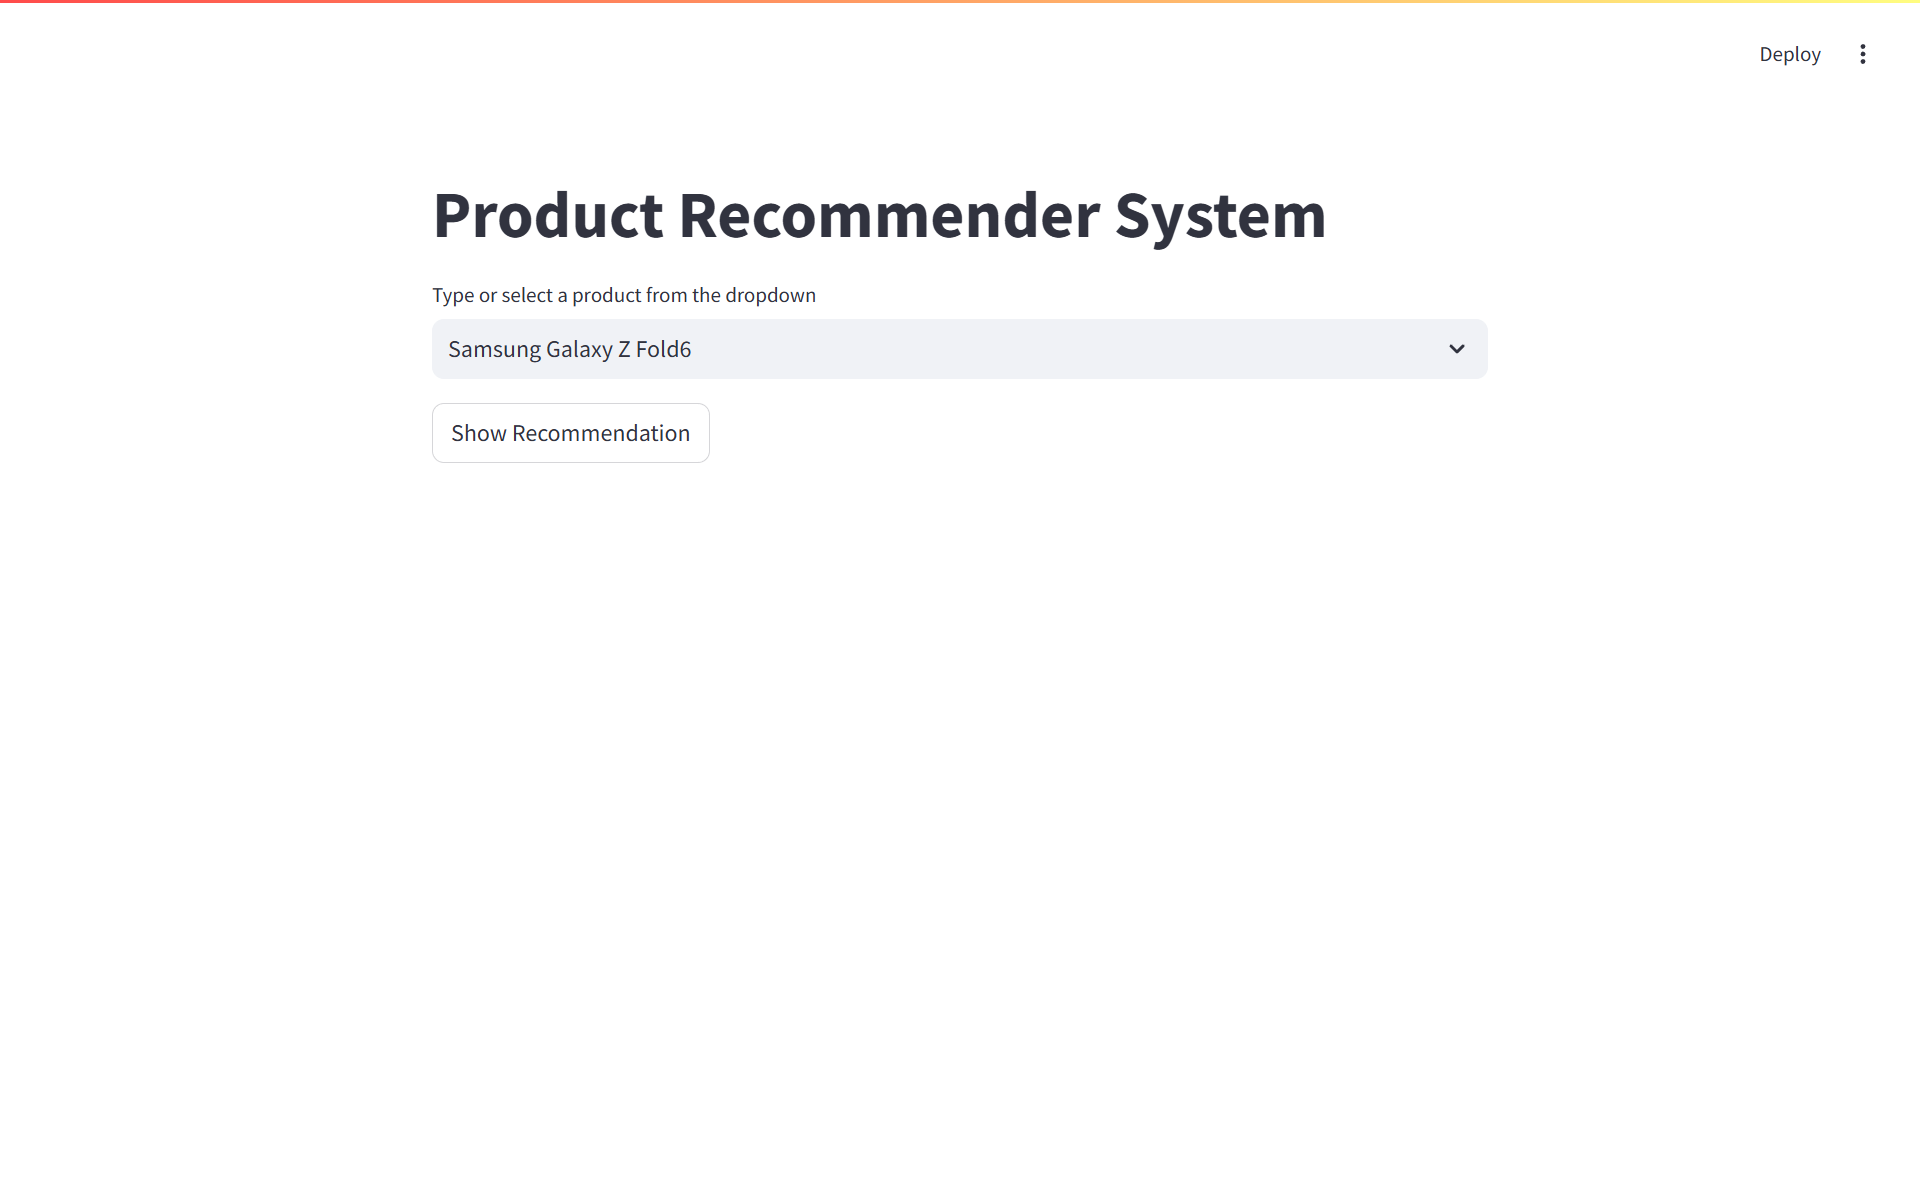 Deploy
Product Recommender System
Type or select a product from the dropdown
Samsung Galaxy Z Fold6
Show Recommendation